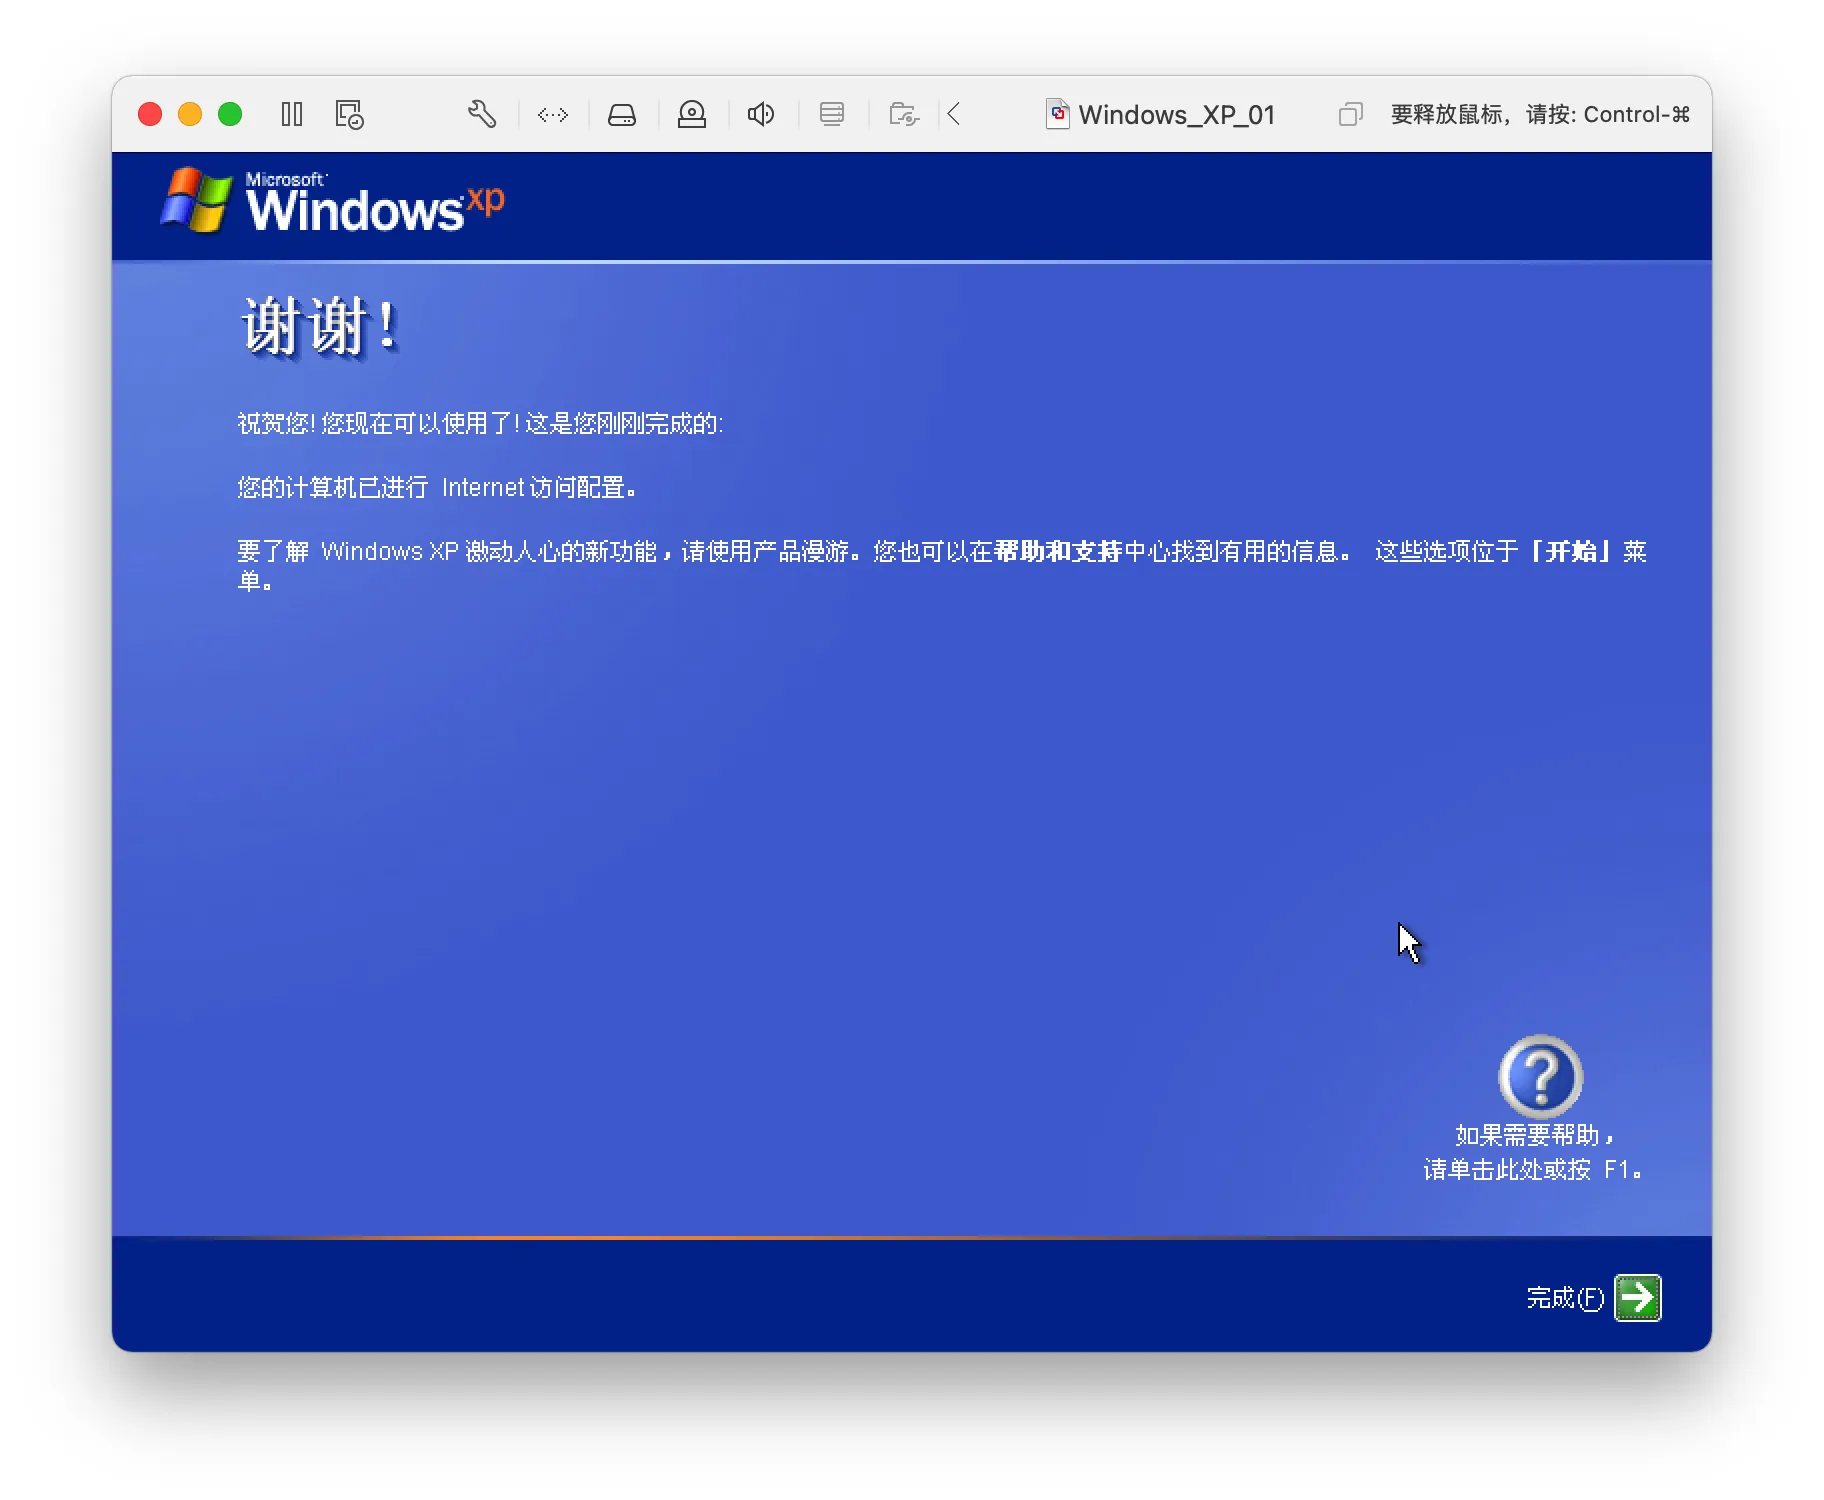 Windows_XP_01
要释放鼠标，请按: Control-⌘
Microsoft
Windows xp
谢谢！
祝贺您! 您现在可以使用了! 这是您刚刚完成的:
您的计算机已进行 Internet 访问配置。
要了解 Windows XP 激动人心的新功能，请使用产品漫游。您也可以在帮助和支持中心找到有用的信息。 这些选项位于「开始」菜
单。
如果需要帮助，
请单击此处或按 F1。
完成(F)